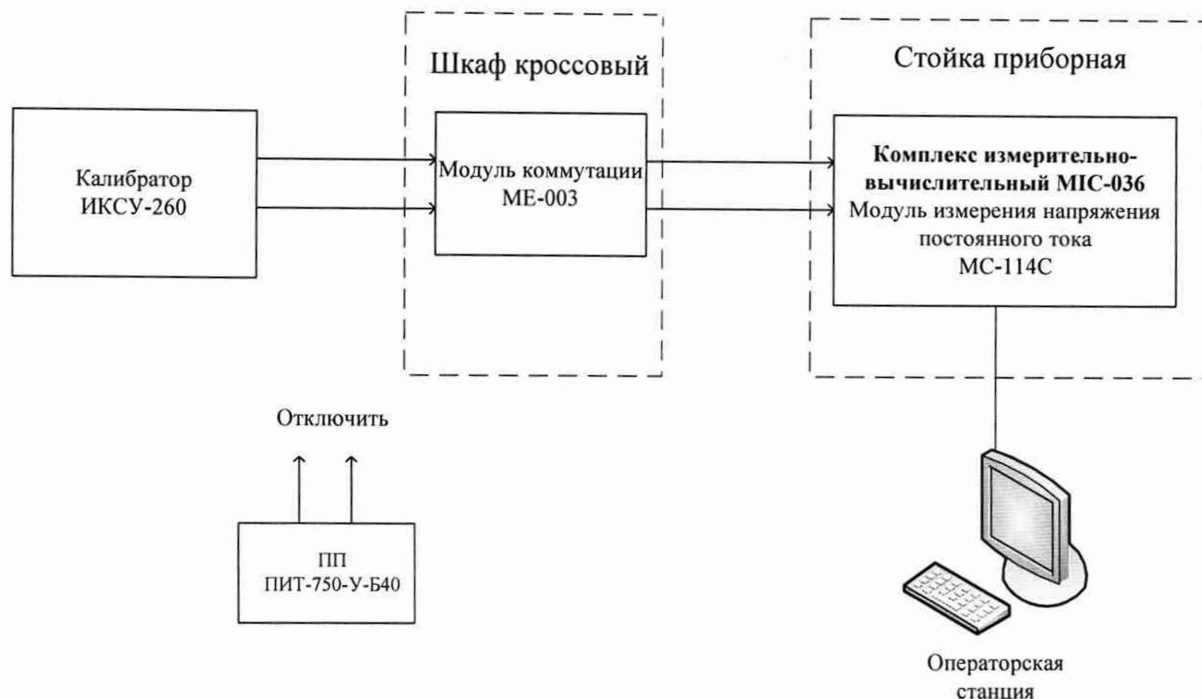 Шкаф кроссовый
Стойка приборная
Калибратор
ИКСУ-260
Модуль коммутации
МЕ-003
Комплекс измерительно-
вычислительный MIC-036
Модуль измерения напряжения
постоянного тока
МС-114С
Отключить
ПП
ПИТ-750-У-Б40
Операторская
станция